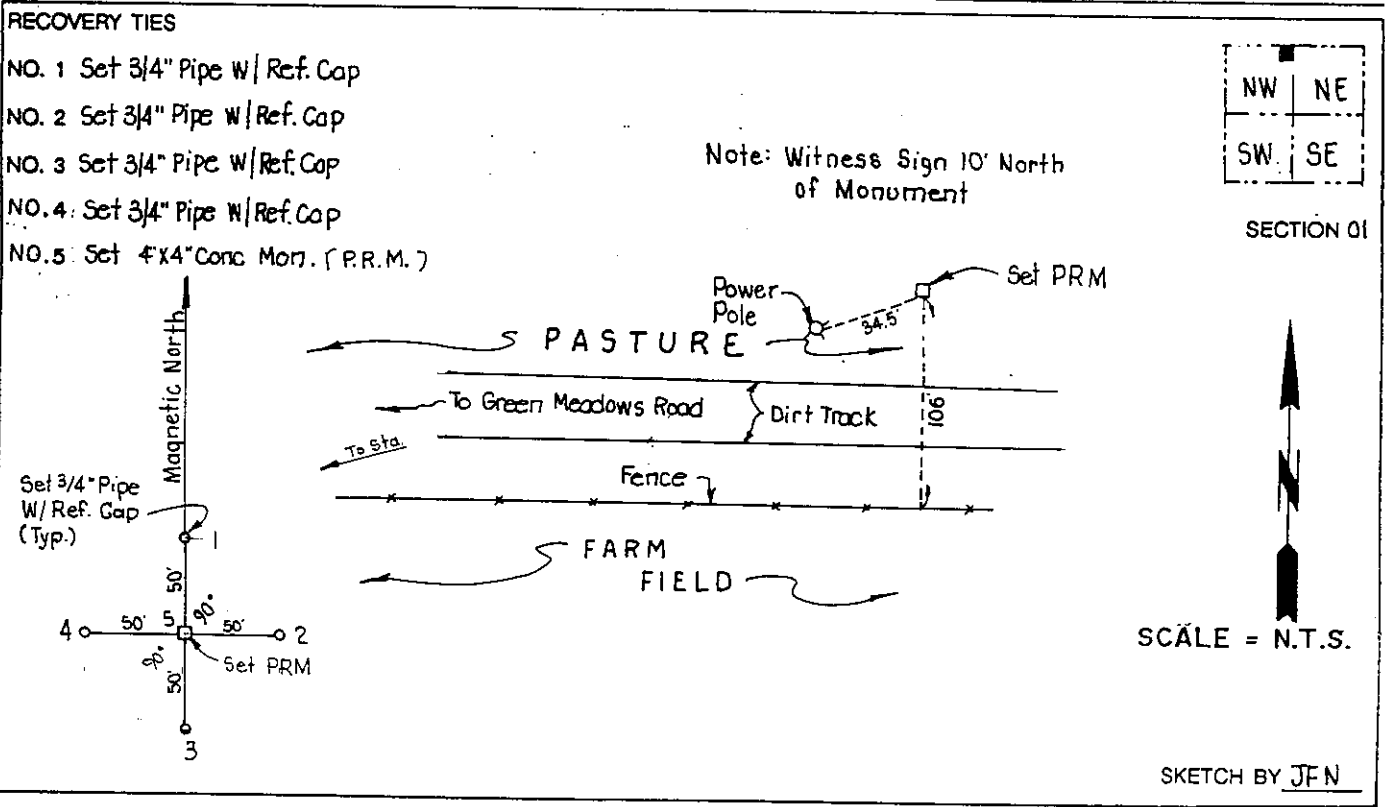 RECOVERY TIES
NO. 1 Set 3/4" Pipe W/ Ref. Cap
NO. 2 Set 3/4" Pipe W/ Ref. Cap
NO. 3 Set 3/4" Pipe W/ Ref. Cap
NO. 4: Set 3/4" Pipe W/ Ref. Cap
NO. 5: Set 4"x4" Conc Mon. (P.R.M.)
Note: Witness Sign 10' North
of Monument
NW NE
SW. SE
SECTION 01
Magnetic North
Power
Pole
34.5'
Set PRM
PASTURE
To Green Meadows Road
Dirt Track
106'
To Sta.
Fence
Set 3/4" Pipe
W/ Ref. Cap
(Typ.)
1
FARM
FIELD
50'
90°
4
50'
5
50'
2
90°
Set PRM
50'
3
N
SCALE = N.T.S.
SKETCH BY JFN